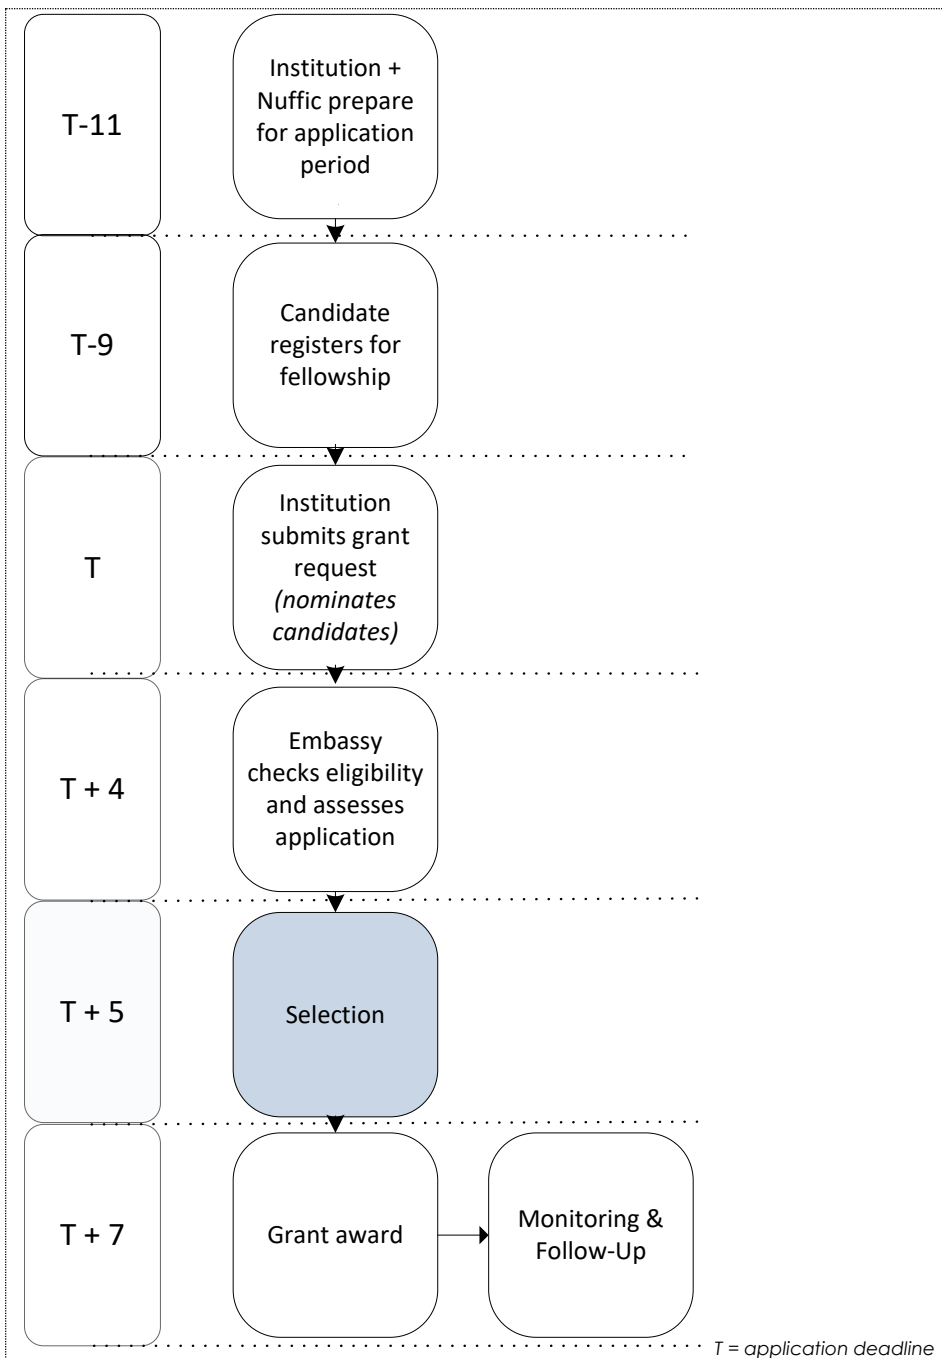 T-11
Institution +
Nuffic prepare
for application
period
T-9
Candidate
registers for
fellowship
T
Institution
submits grant
request
(nominates
candidates)
T + 4
Embassy
checks eligibility
and assesses
application
T + 5
Selection
T + 7
Grant award
Monitoring &
Follow-Up
T = application deadline